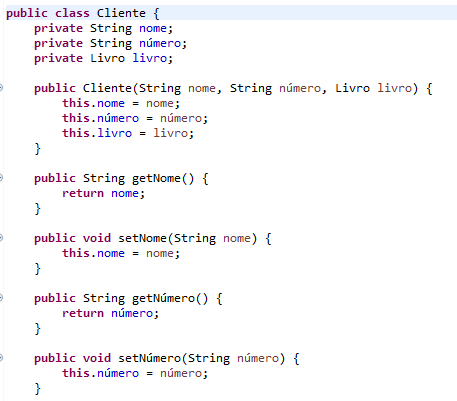 public class Cliente {
    private String nome;
    private String número;
    private Livro livro;

    public Cliente(String nome, String número, Livro livro) {
        this.nome = nome;
        this.número = número;
        this.livro = livro;
    }

    public String getNome() {
        return nome;
    }

    public void setNome(String nome) {
        this.nome = nome;
    }

    public String getNúmero() {
        return número;
    }

    public void setNúmero(String número) {
        this.número = número;
    }